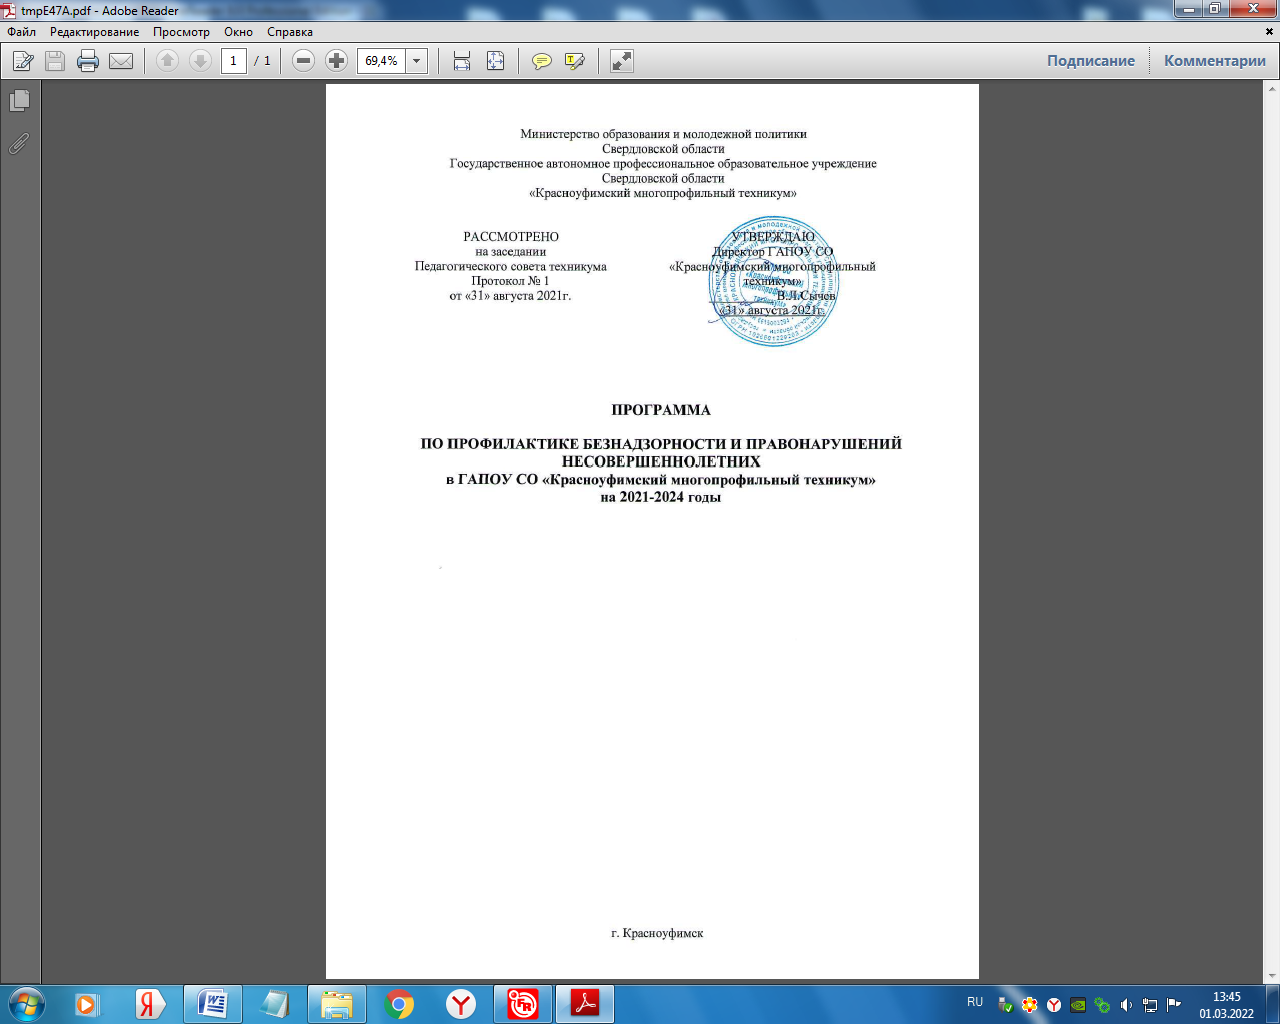 tmpE47A.pdf - Adobe Reader
Файл Редактирование Просмотр Окно Справка
1 / 1 69,4% Подписание Комментарии
Министерство образования и молодежной политики
Свердловской области
Государственное автономное профессиональное образовательное учреждение
Свердловской области
«Красноуфимский многопрофильный техникум»
РАССМОТРЕНО
на заседании
Педагогического совета техникума
Протокол № 1
от «31» августа 2021г.
УТВЕРЖДАЮ
Директор ГАПОУ СО
«Красноуфимский многопрофильный
техникум»
В.Л.Сычев
«31» августа 2021г.
ПРОГРАММА
ПО ПРОФИЛАКТИКЕ БЕЗНАДЗОРНОСТИ И ПРАВОНАРУШЕНИЙ
НЕСОВЕРШЕННОЛЕТНИХ
в ГАПОУ СО «Красноуфимский многопрофильный техникум»
на 2021-2024 годы
г. Красноуфимск
RU
13:45
01.03.2022